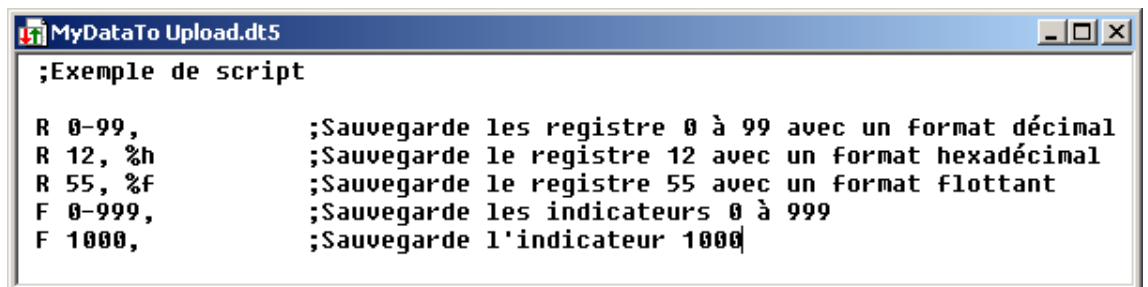 MyDataTo Upload.dt5
;Exemple de script
R 0-99, ;Sauvegarde les registre 0 à 99 avec un format décimal
R 12, %h ;Sauvegarde le registre 12 avec un format hexadécimal
R 55, %f ;Sauvegarde le registre 55 avec un format flottant
F 0-999, ;Sauvegarde les indicateurs 0 à 999
F 1000, ;Sauvegarde l'indicateur 1000